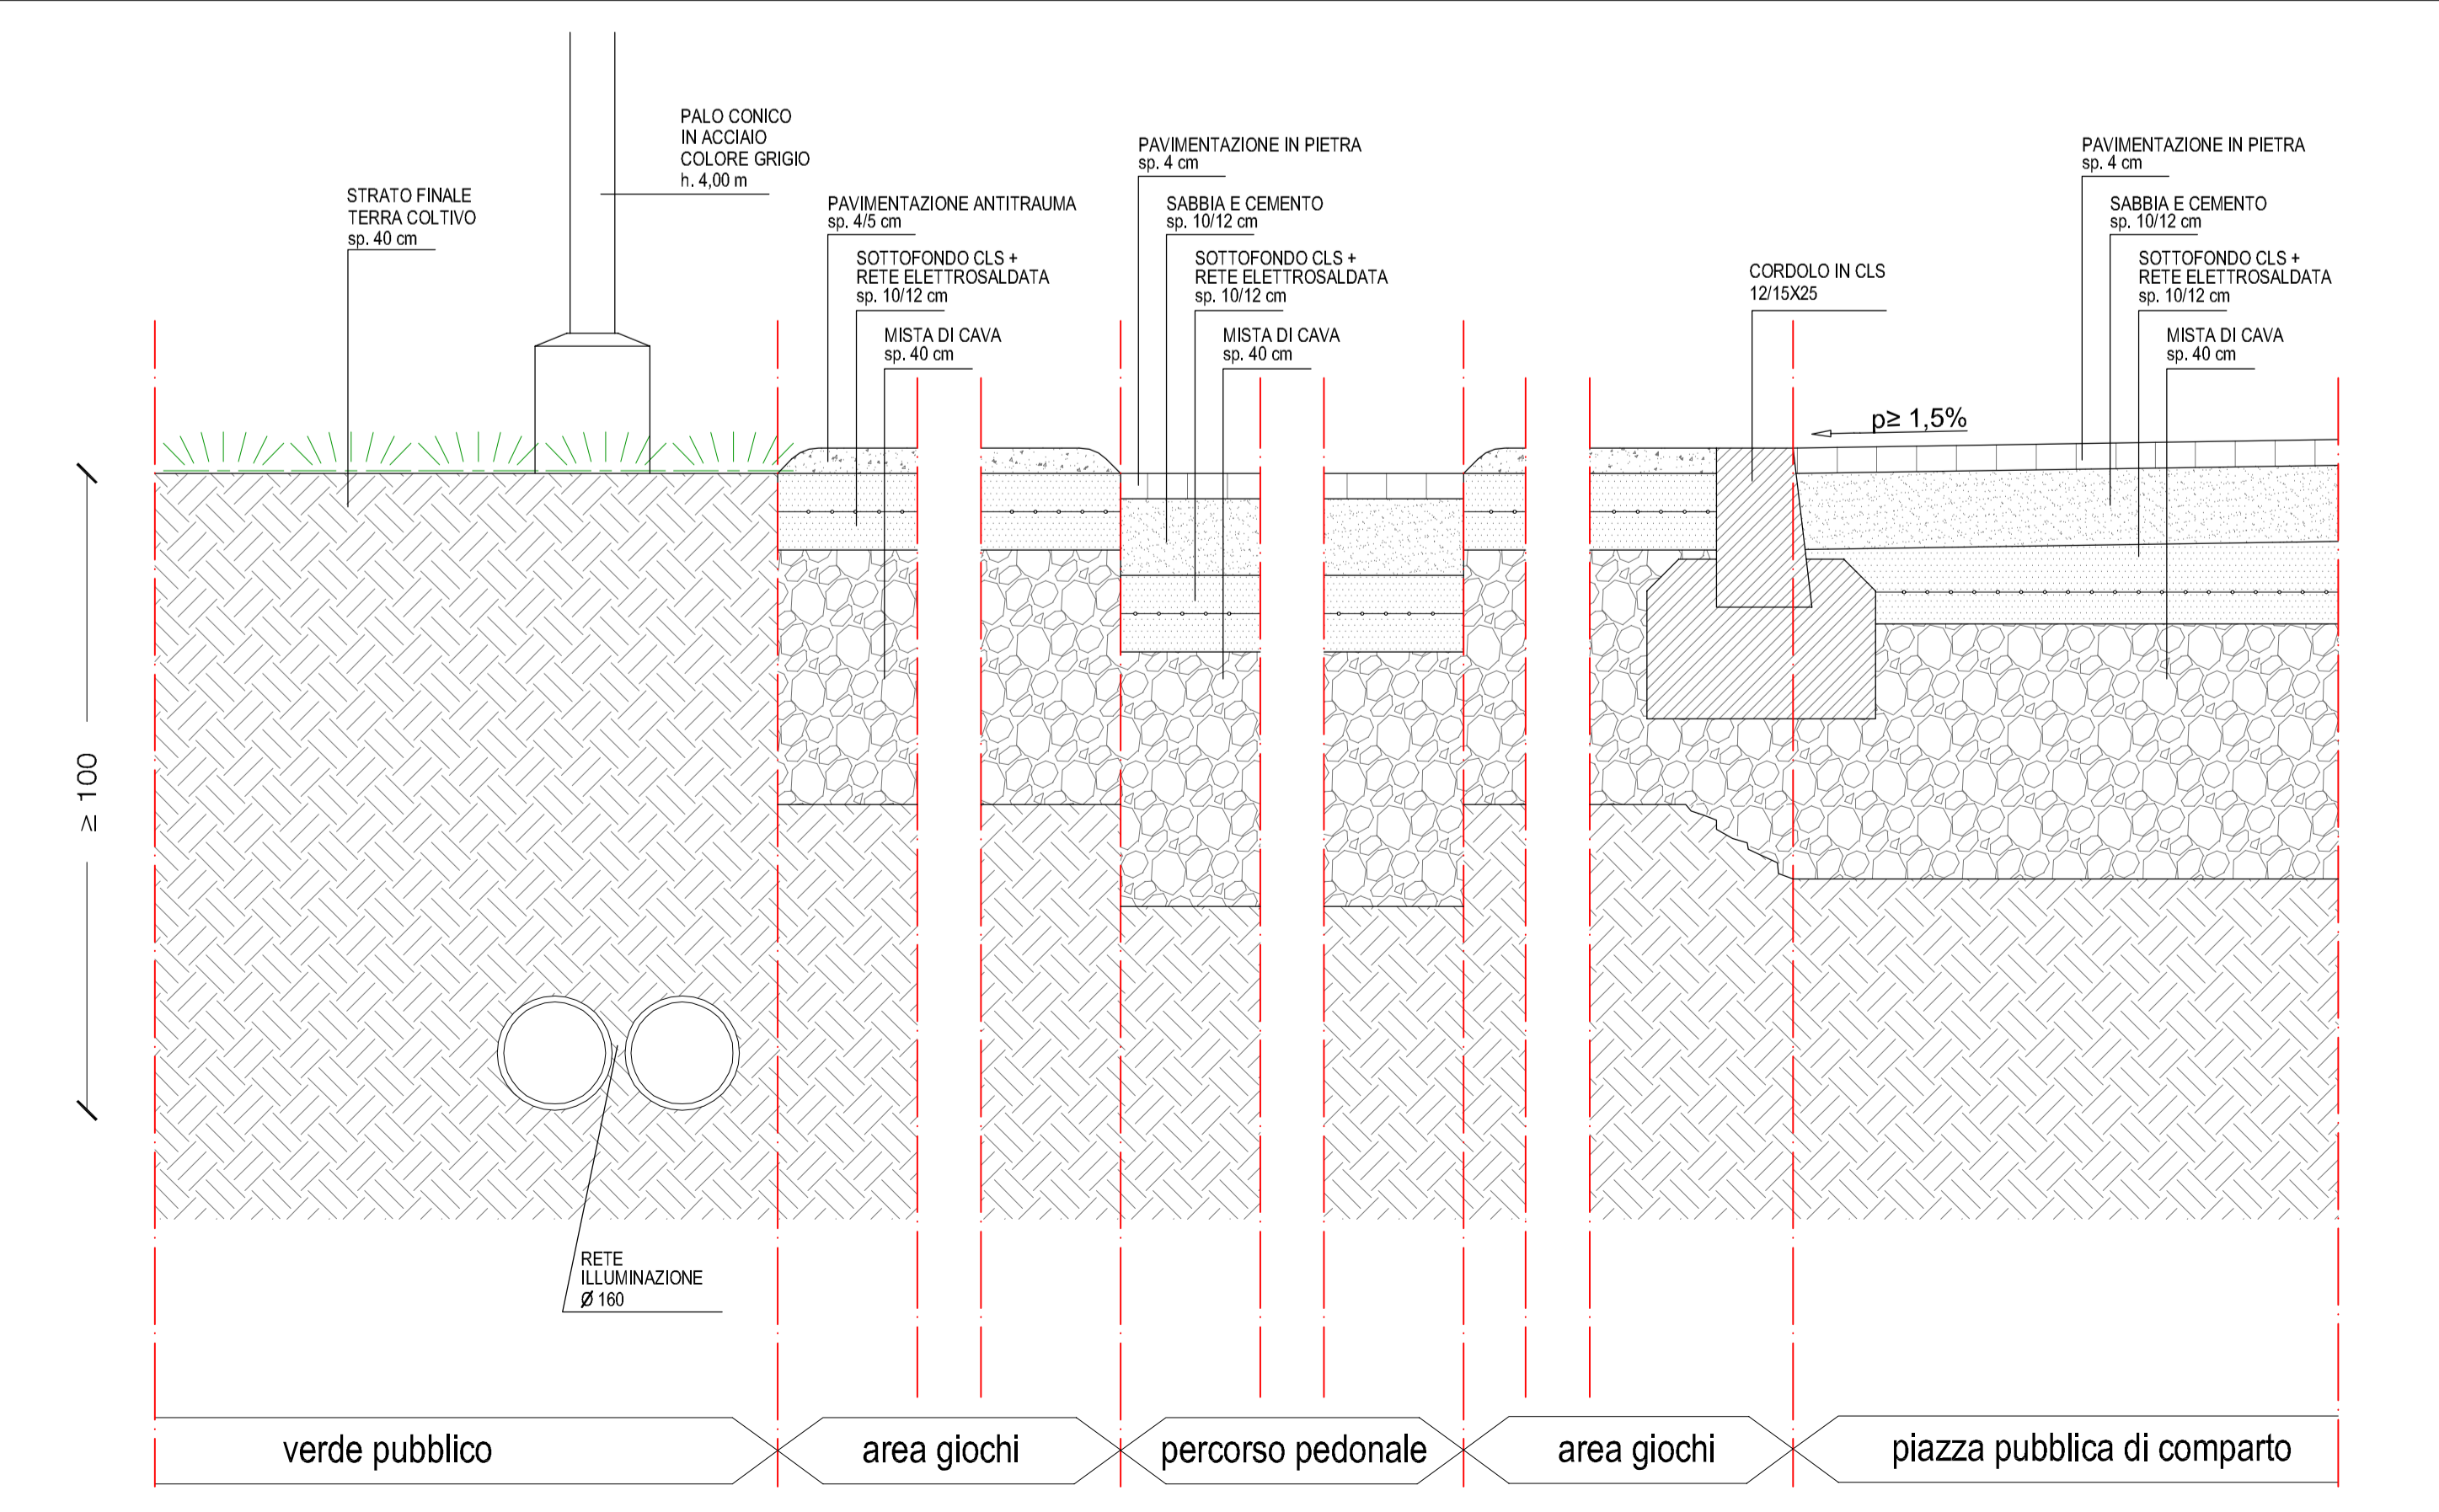 PALO CONICO
IN ACCIAIO
COLORE GRIGIO
h. 4,00 m
STRATO FINALE
TERRA COLTIVO
sp. 40 cm
PAVIMENTAZIONE ANTITRAUMA
sp. 4/5 cm
SOTTOFONDO CLS +
RETE ELETTROSALDATA
sp. 10/12 cm
MISTA DI CAVA
sp. 40 cm
PAVIMENTAZIONE IN PIETRA
sp. 4 cm
SABBIA E CEMENTO
sp. 10/12 cm
SOTTOFONDO CLS +
RETE ELETTROSALDATA
sp. 10/12 cm
MISTA DI CAVA
sp. 40 cm
CORDOLO IN CLS
12/15X25
PAVIMENTAZIONE IN PIETRA
sp. 4 cm
SABBIA E CEMENTO
sp. 10/12 cm
SOTTOFONDO CLS +
RETE ELETTROSALDATA
sp. 10/12 cm
MISTA DI CAVA
sp. 40 cm
p≥ 1,5%
≥ 100
RETE
ILLUMINAZIONE
Ø 160
verde pubblico
area giochi
percorso pedonale
area giochi
piazza pubblica di comparto